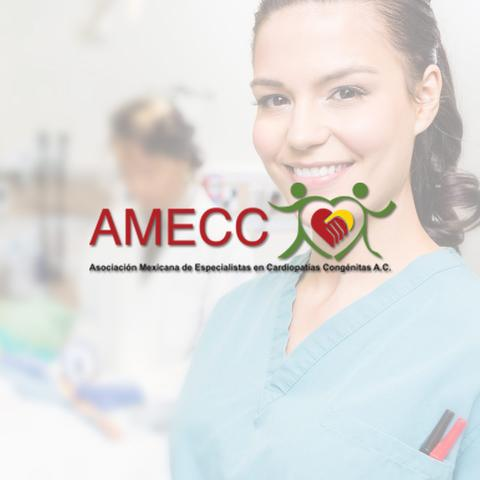 AMECC
Asociación Mexicana de Especialistas en Cardiopatías Congénitas A.C.